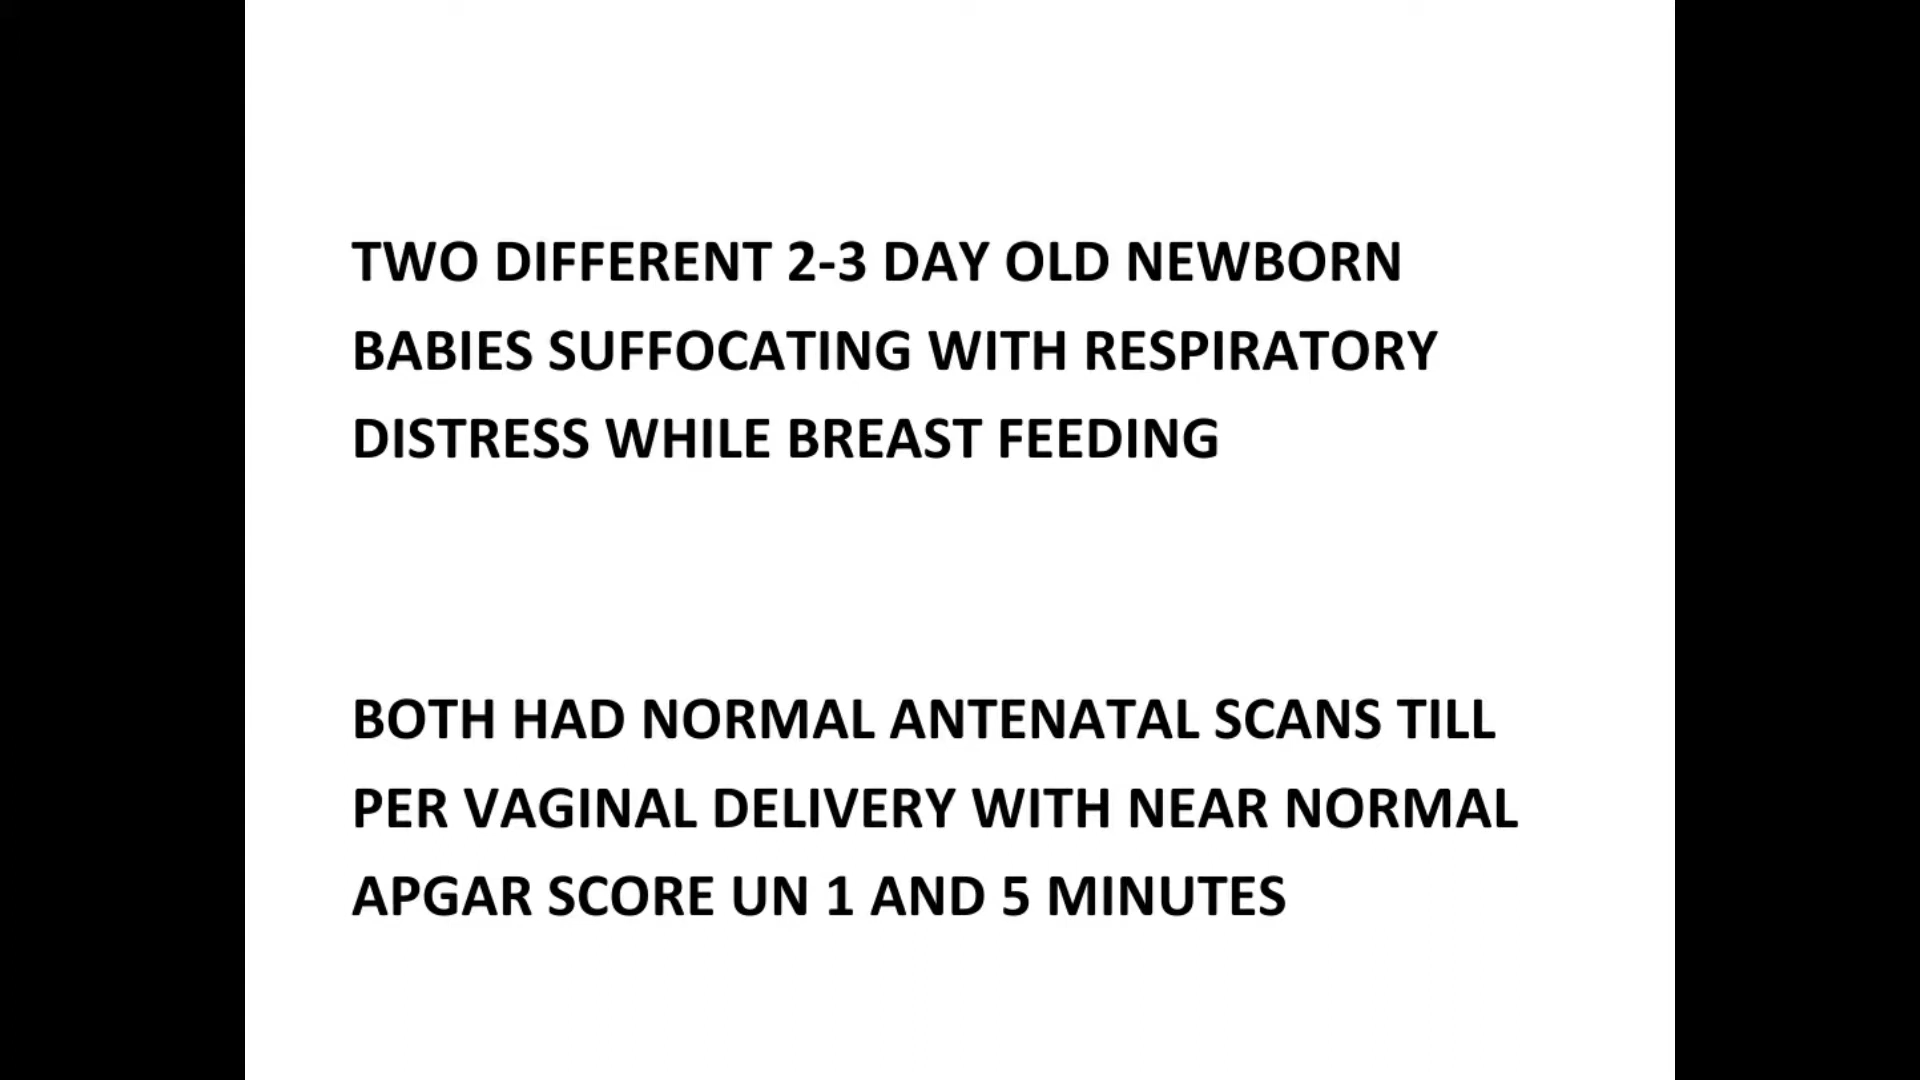 TWO DIFFERENT 2-3 DAY OLD NEWBORN
BABIES SUFFOCATING WITH RESPIRATORY
DISTRESS WHILE BREAST FEEDING
BOTH HAD NORMAL ANTENATAL SCANS TILL
PER VAGINAL DELIVERY WITH NEAR NORMAL
APGAR SCORE UN 1 AND 5 MINUTES